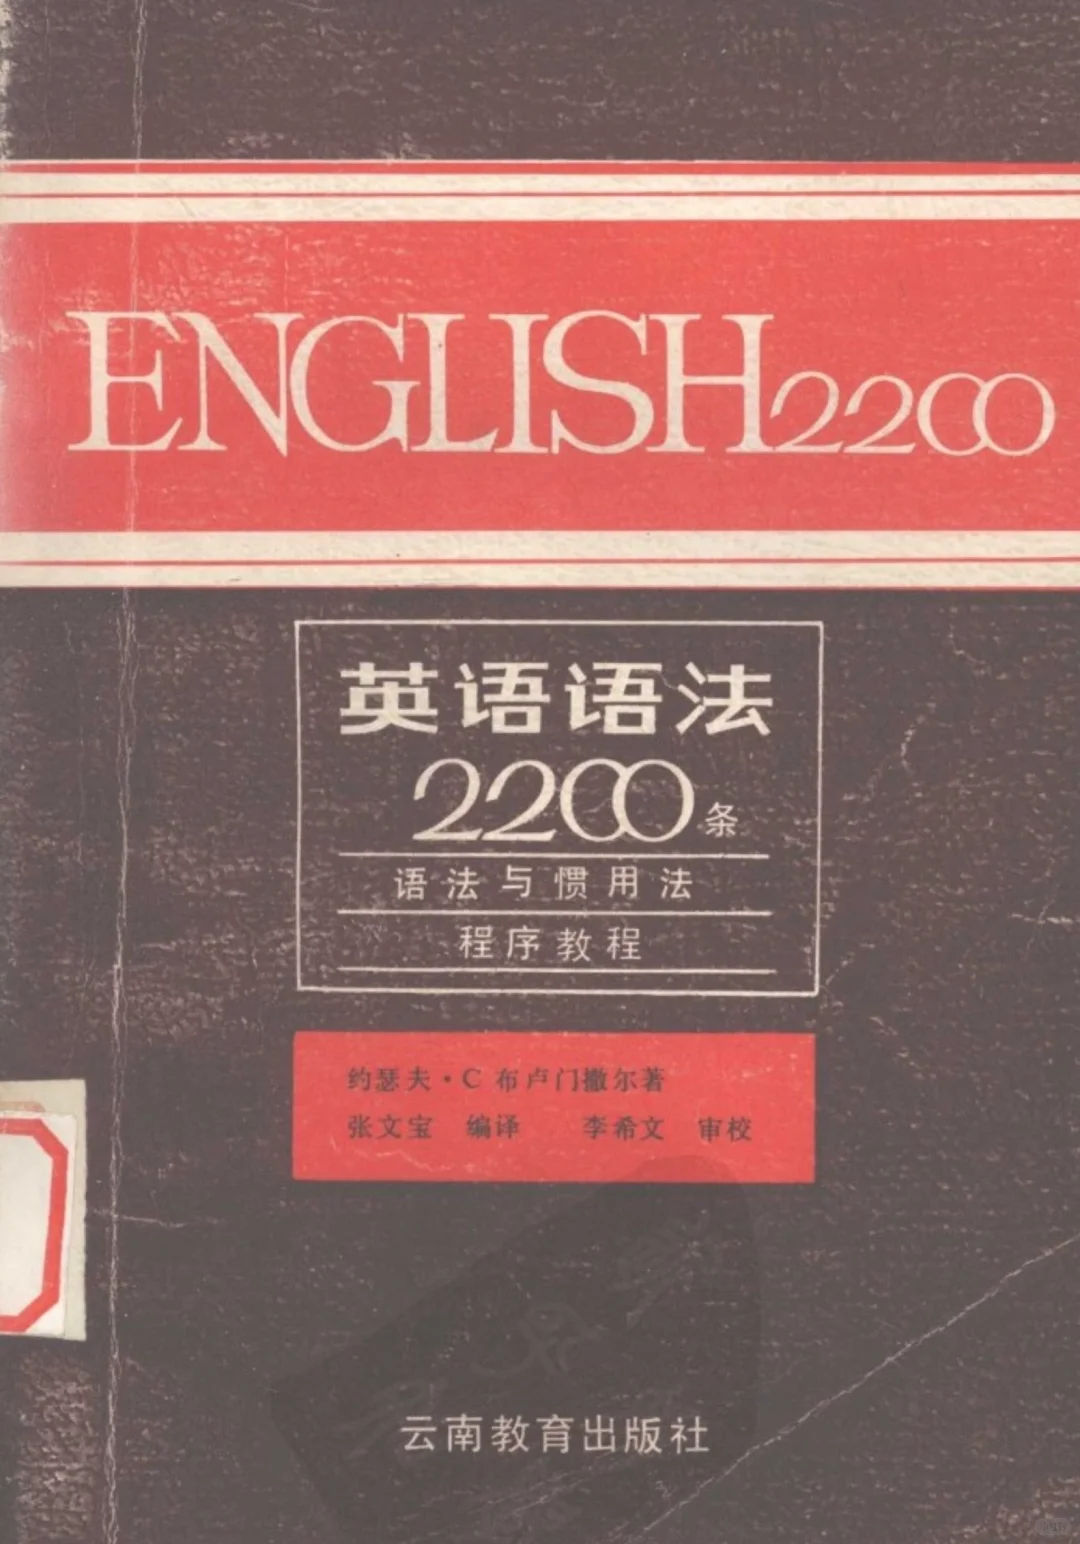 ENGLISH2200
英语语法
2200条
语法与惯用法
程序教程
约瑟夫·C 布卢门撒尔著
张文宝 编译 李希文 审校
云南教育出版社